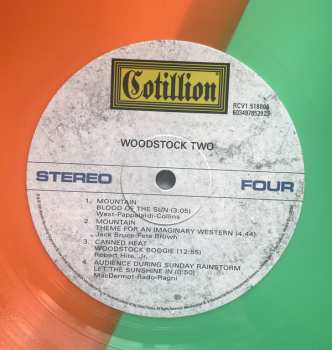 Cotillion
RCV1 518806
603497852925
WOODSTOCK TWO
STEREO
FOUR
1. MOUNTAIN
BLOOD OF THE SUN (3:05)
West-Pappalardi-Collins
2. MOUNTAIN
THEME FOR AN IMAGINARY WESTERN (4:44)
Jack Bruce-Pete Brown
3. CANNED HEAT
WOODSTOCK BOOGIE (12:55)
Robert Hite, Jr.
4. AUDIENCE DURING SUNDAY RAINSTORM
LET THE SUNSHINE IN (0:50)
MacDermot-Rado-Ragni